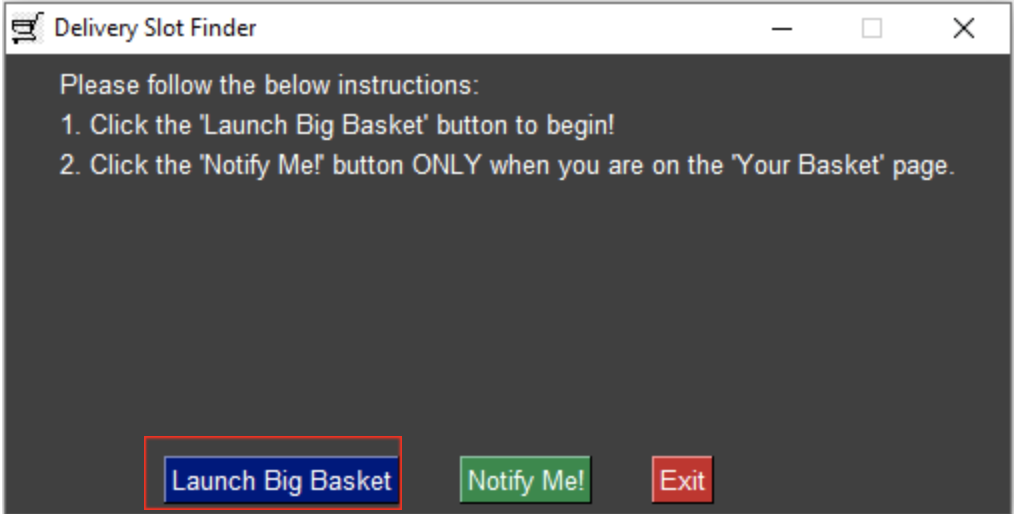 Delivery Slot Finder
Please follow the below instructions:
1. Click the 'Launch Big Basket' button to begin!
2. Click the 'Notify Me!' button ONLY when you are on the 'Your Basket' page.
Launch Big Basket Notify Me! Exit